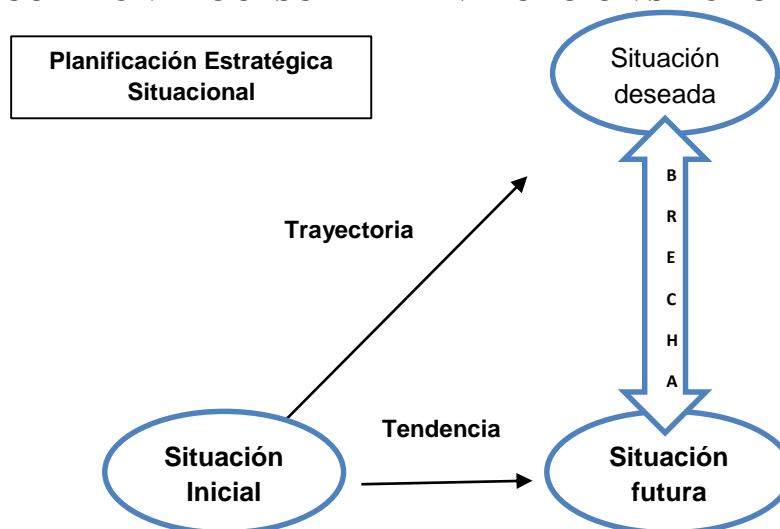 Planificación Estratégica
Situacional
Situación
deseada
B
R
E
C
H
A
Trayectoria
Tendencia
Situación
Inicial
Situación
futura